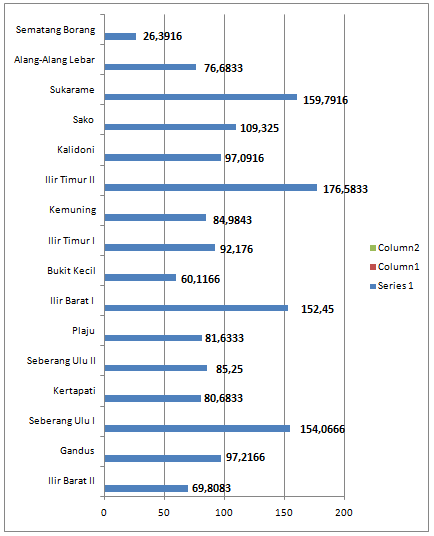 Sematang Borang 26,3916
Alang-Alang Lebar 76,6833
Sukarame 159,7916
Sako 109,325
Kalidoni 97,0916
Ilir Timur II 176,5833
Kemuning 84,9843
Ilir Timur I 92,176
Bukit Kecil 60,1166
Ilir Barat I 152,45
Plaju 81,6333
Seberang Ulu II 85,25
Kertapati 80,6833
Seberang Ulu I 154,0666
Gandus 97,2166
Ilir Barat II 69,8083
0 50 100 150 200
Column2
Column1
Series 1